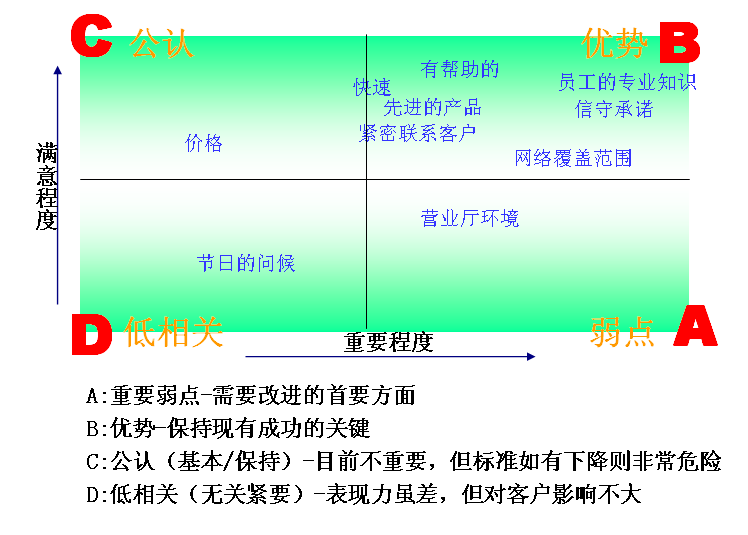 C 公认
优势 B
有帮助的
快速
员工的专业知识
先进的产品
信守承诺
紧密联系客户
价格
网络覆盖范围
满意程度
营业厅环境
节日的问候
D 低相关
弱点 A
重要程度
A:重要弱点-需要改进的首要方面
B:优势-保持现有成功的关键
C:公认（基本/保持）-目前不重要，但标准如有下降则非常危险
D:低相关（无关紧要）-表现力虽差，但对客户影响不大